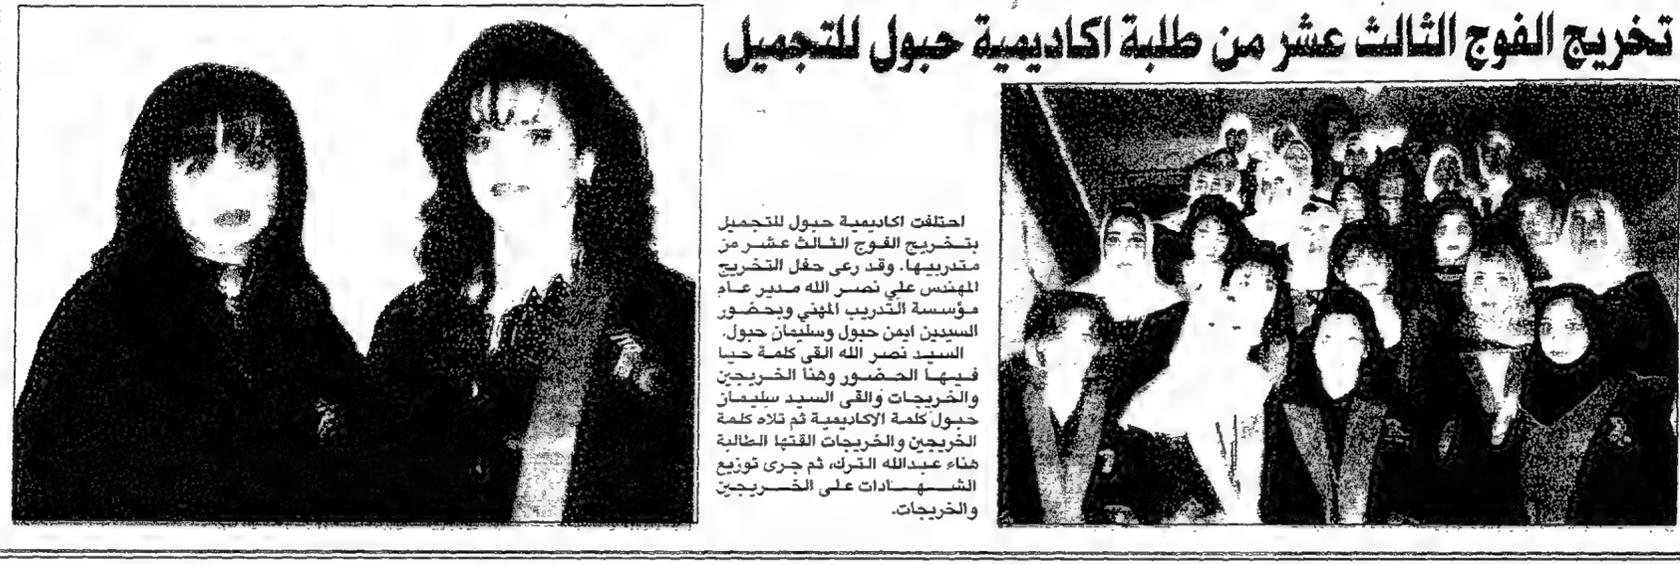 تخريج الفوج الثالث عشر من طلبة اكاديمية حبول للتجميل
احتلفت اكاديمية حبول للتجميل
بتخريج الفوج الثالث عشر من
متدربيها. وقد رعى حفل التخريج
المهندس علي نصر الله مدير عام
مؤسسة التدريب المهني وبحضور
السيدين ايمن حبول وسليمان حبول.
السيد نصر الله القى كلمة حيا
فيها الحضور وهنأ الخريجين
والخريجات والقى السيد سليمان
حبول كلمة الاكاديمية ثم تلاه كلمة
الخريجين والخريجات القتها الطالبة
هناء عبدالله الترك، ثم جرى توزيع
الشهادات على الخريجين
والخريجات.